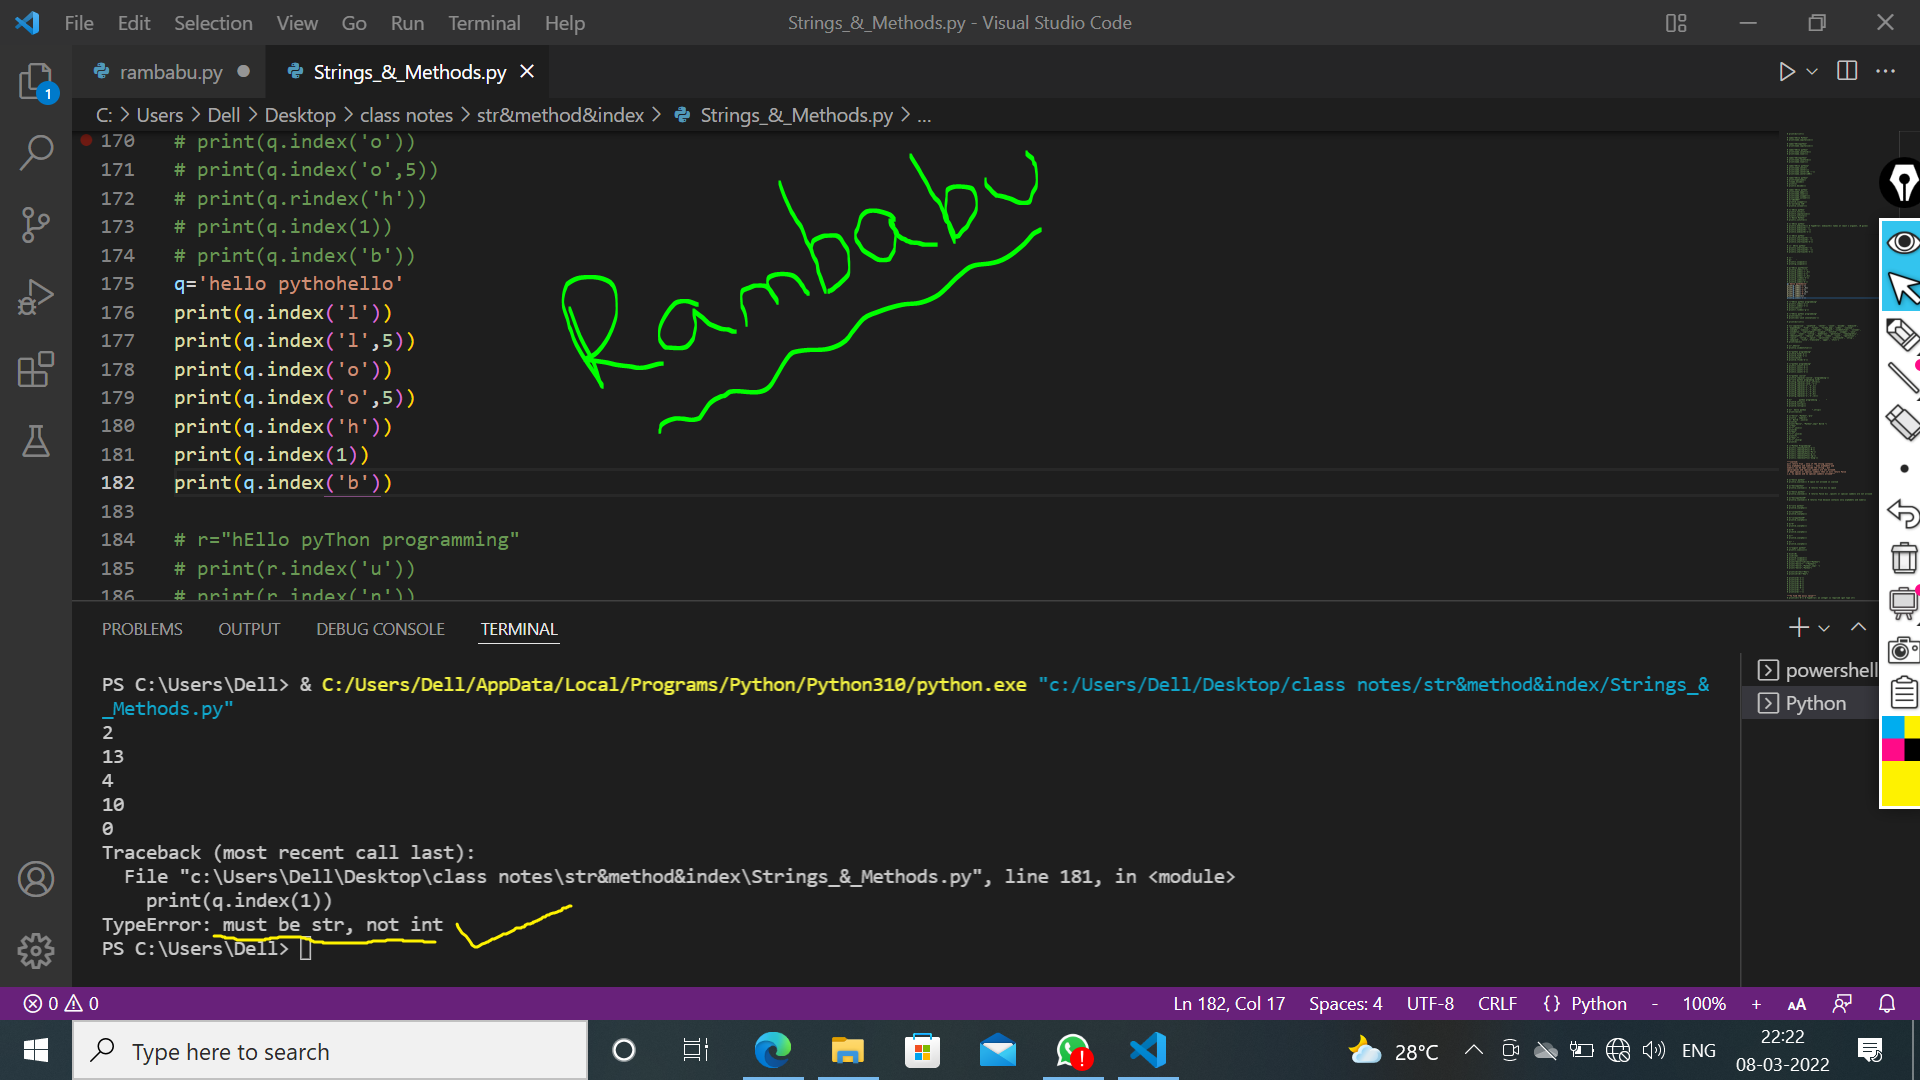 File Edit Selection View Go Run Terminal Help
Strings_&_Methods.py - Visual Studio Code
rambabu.py
Strings_&_Methods.py
C: > Users > Dell > Desktop > class notes > str&method&index > Strings_&_Methods.py > ...
170 # print(q.index('o'))
171 # print(q.index('o',5))
172 # print(q.rindex('h'))
173 # print(q.index(1))
174 # print(q.index('b'))
175 q='hello pythohello'
176 print(q.index('l'))
177 print(q.index('l',5))
178 print(q.index('o'))
179 print(q.index('o',5))
180 print(q.index('h'))
181 print(q.index(1))
182 print(q.index('b'))
183
184 # r="hEllo pyThon programming"
185 # print(r.index('u'))
186 # print(r.index('n'))
Rambabu
1
PROBLEMS OUTPUT DEBUG CONSOLE TERMINAL
PS C:\Users\Dell> & C:/Users/Dell/AppData/Local/Programs/Python/Python310/python.exe "c:/Users/Dell/Desktop/class notes/str&method&index/Strings_&
_Methods.py"
2
13
4
10
0
Traceback (most recent call last):
File "c:\Users\Dell\Desktop\class notes\str&method&index\Strings_&_Methods.py", line 181, in <module>
print(q.index(1))
TypeError: must be str, not int
PS C:\Users\Dell>
powershell
Python
0 0
Ln 182, Col 17 Spaces: 4 UTF-8 CRLF {} Python - 100% +
Type here to search
28°C
ENG
22:22
08-03-2022